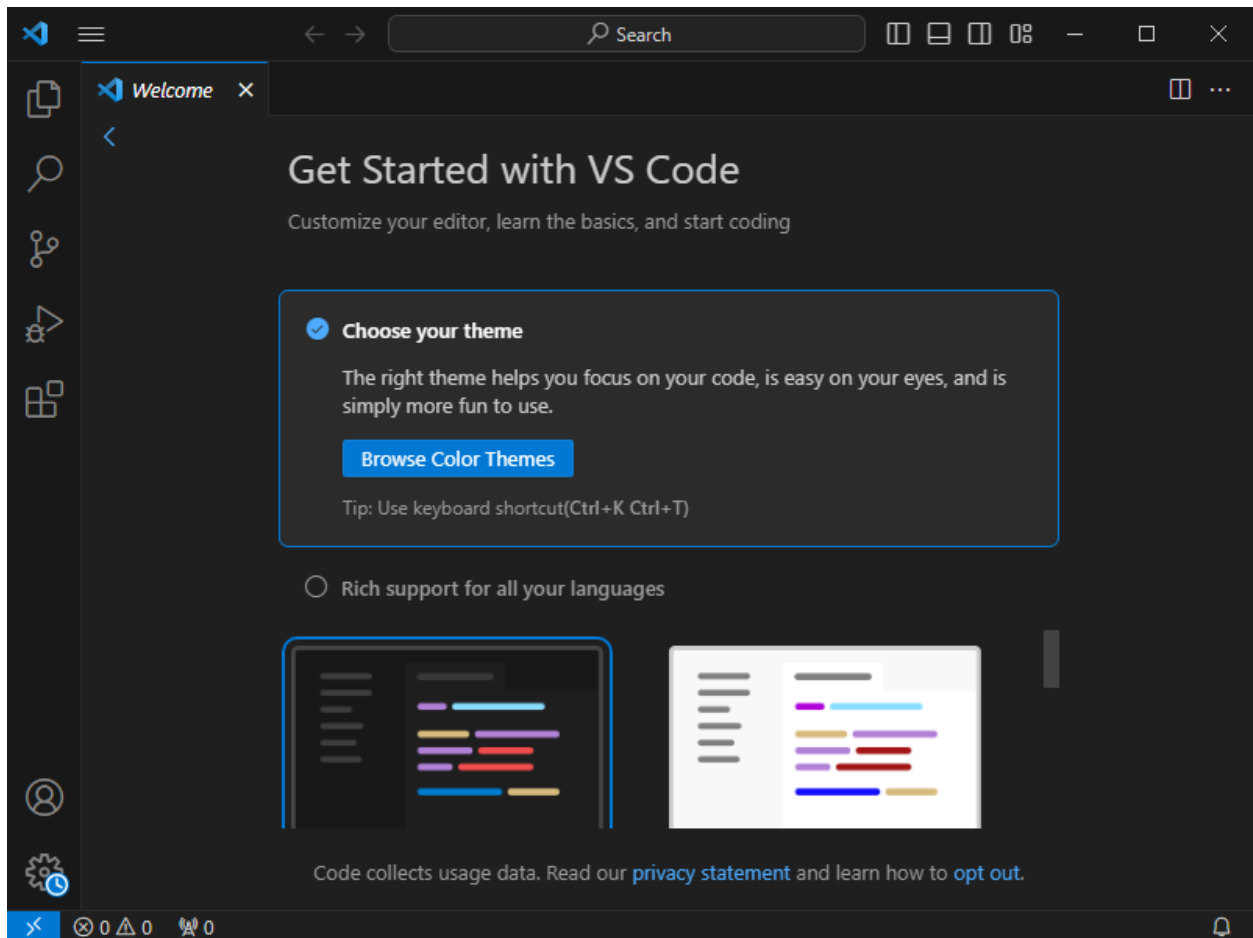 Search
Welcome
Get Started with VS Code
Customize your editor, learn the basics, and start coding
Choose your theme
The right theme helps you focus on your code, is easy on your eyes, and is
simply more fun to use.
Browse Color Themes
Tip: Use keyboard shortcut(Ctrl+K Ctrl+T)
Rich support for all your languages
Code collects usage data. Read our privacy statement and learn how to opt out.
0 0 0